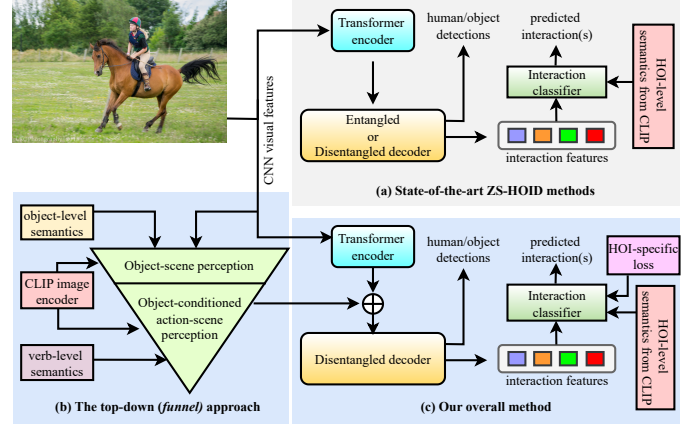 Transformer
encoder
human/object
detections
predicted
interaction(s)
Interaction
classifier
HOI-level
semantics from CLIP
CNN visual features
Entangled
or
Disentangled decoder
interaction features
(a) State-of-the-art ZS-HOID methods
object-level
semantics
CLIP image
encoder
verb-level
semantics
Object-scene perception
Object-conditioned
action-scene
perception
(b) The top-down (funnel) approach
Transformer
encoder
human/object
detections
predicted
interaction(s)
HOI-specific
loss
Interaction
classifier
HOI-level
semantics from CLIP
Disentangled decoder
interaction features
(c) Our overall method